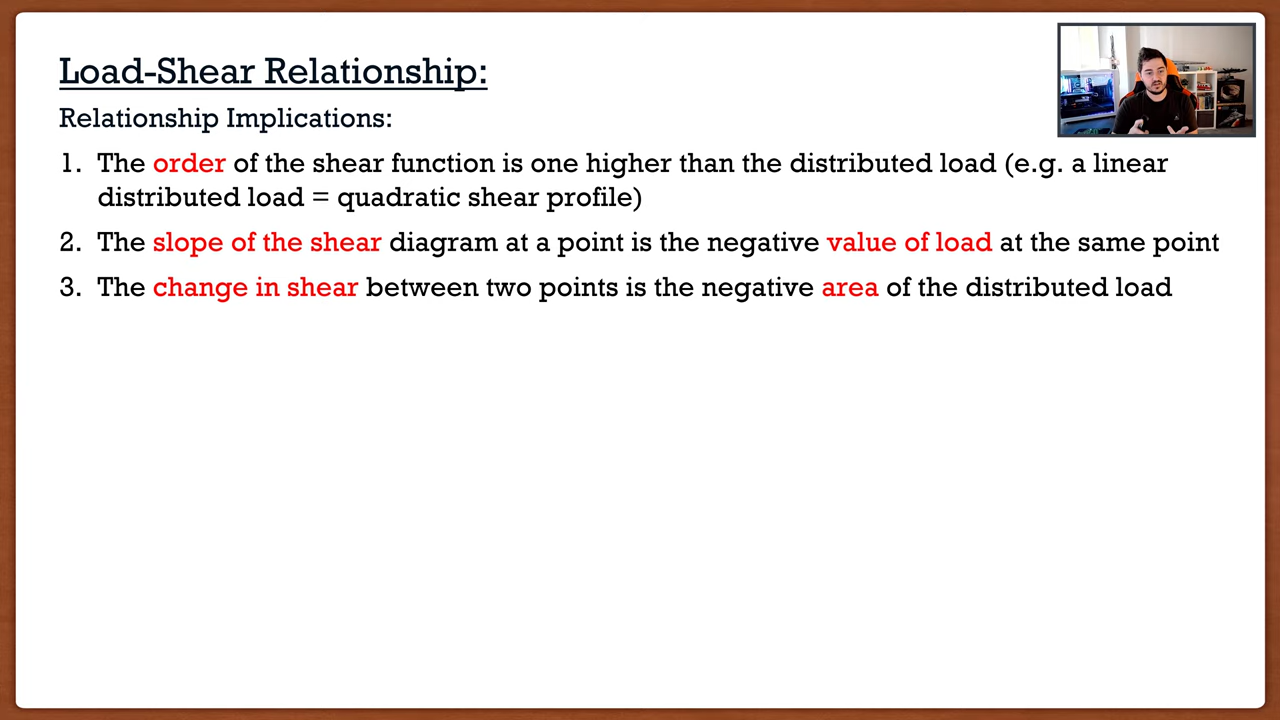 Load-Shear Relationship:
Relationship Implications:
1. The order of the shear function is one higher than the distributed load (e.g. a linear
distributed load = quadratic shear profile)
2. The slope of the shear diagram at a point is the negative value of load at the same point
3. The change in shear between two points is the negative area of the distributed load